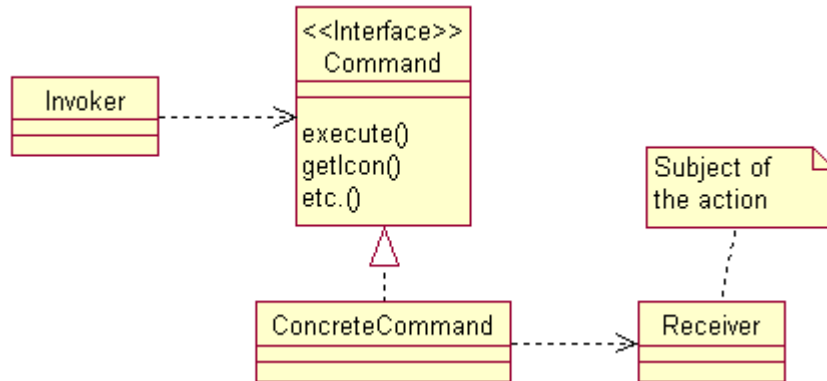 <<Interface>>
Command
Invoker
execute()
getIcon()
etc.()
Subject of
the action
ConcreteCommand
Receiver